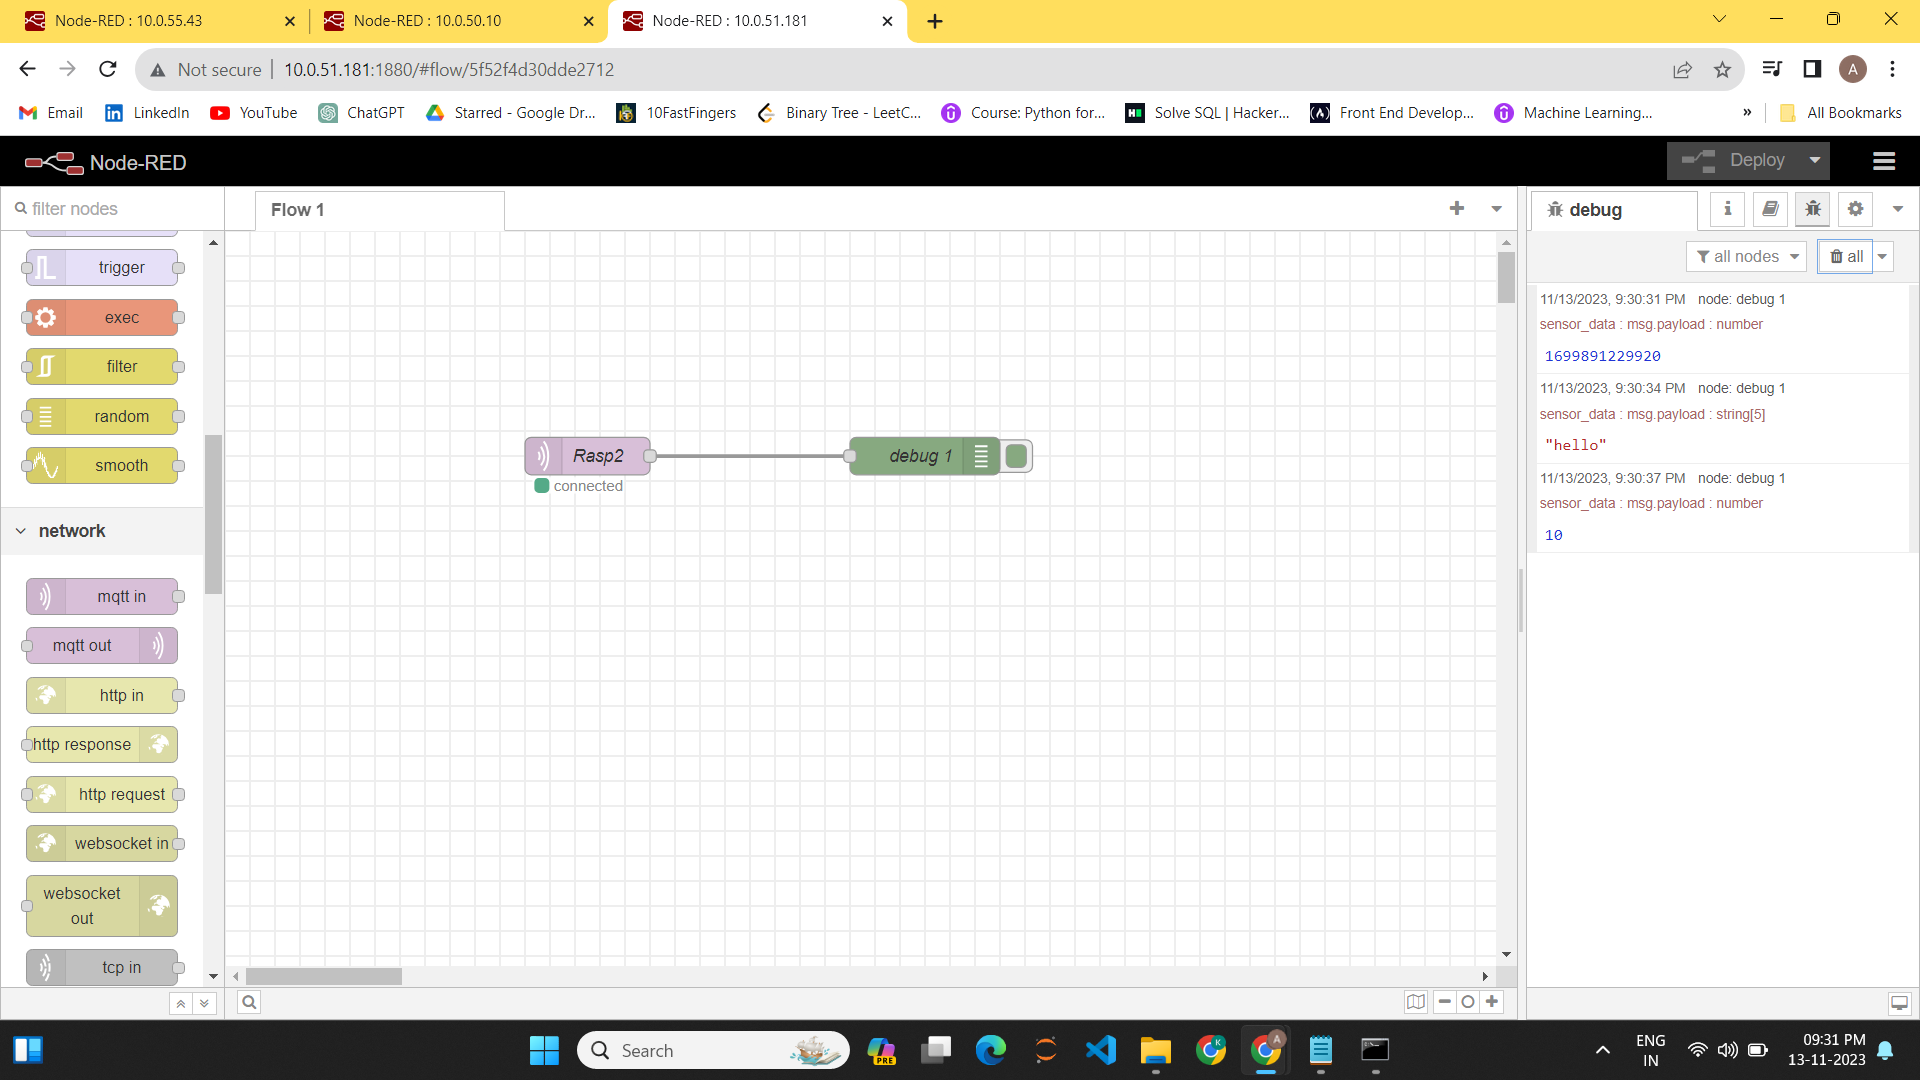 Node-RED : 10.0.55.43
Node-RED : 10.0.50.10
Node-RED : 10.0.51.181
Not secure
10.0.51.181:1880/#flow/5f52f4d30dde2712
A
Email
LinkedIn
YouTube
ChatGPT
Starred - Google Dr...
10FastFingers
Binary Tree - LeetC...
Course: Python for...
Solve SQL | Hacker...
Front End Develop...
Machine Learning...
»
All Bookmarks
Node-RED
Deploy
filter nodes
trigger
exec
filter
random
smooth
network
mqtt in
mqtt out
http in
http response
http request
websocket in
websocket
out
tcp in
Flow 1
Rasp2
connected
debug 1
debug
all nodes
all
11/13/2023, 9:30:31 PM node: debug 1
sensor_data : msg.payload : number
1699891229920
11/13/2023, 9:30:34 PM node: debug 1
sensor_data : msg.payload : string[5]
"hello"
11/13/2023, 9:30:37 PM node: debug 1
sensor_data : msg.payload : number
10
Search
PRE
K
A
ENG
IN
09:31 PM
13-11-2023